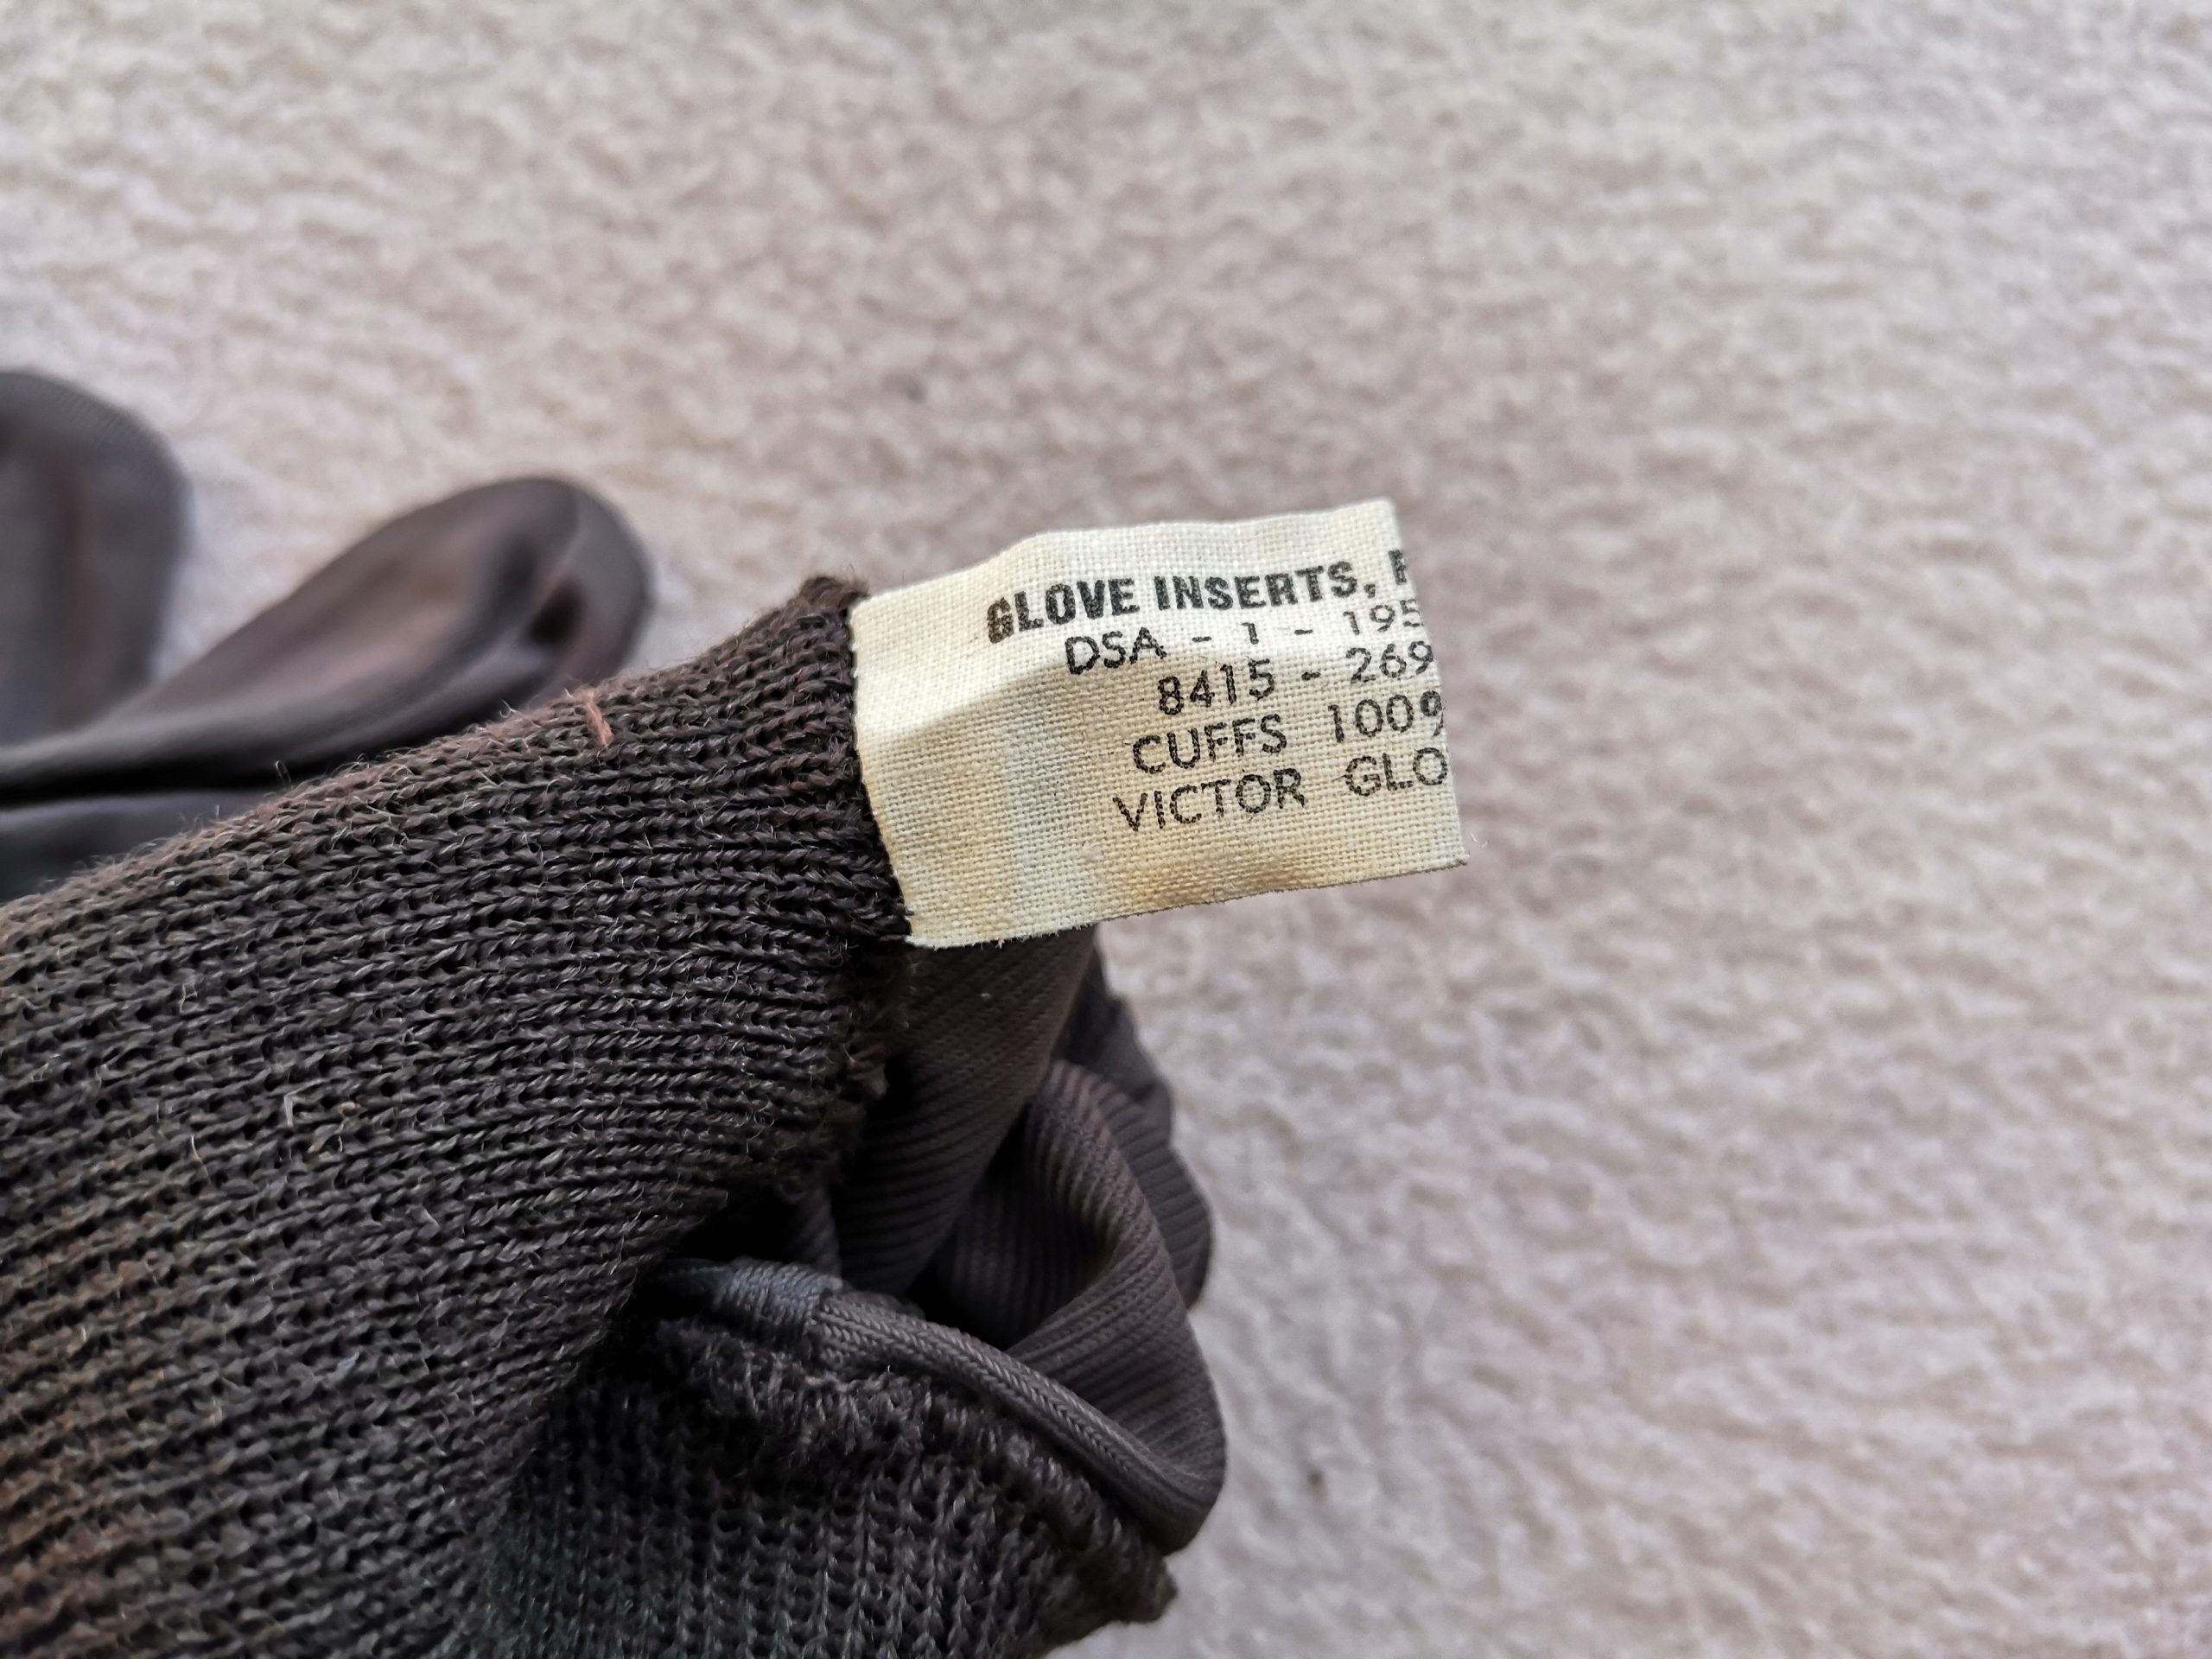 GLOVE INSERTS, F
DSA - 1 - 195
8415 - 269
CUFFS 100%
VICTOR GLO